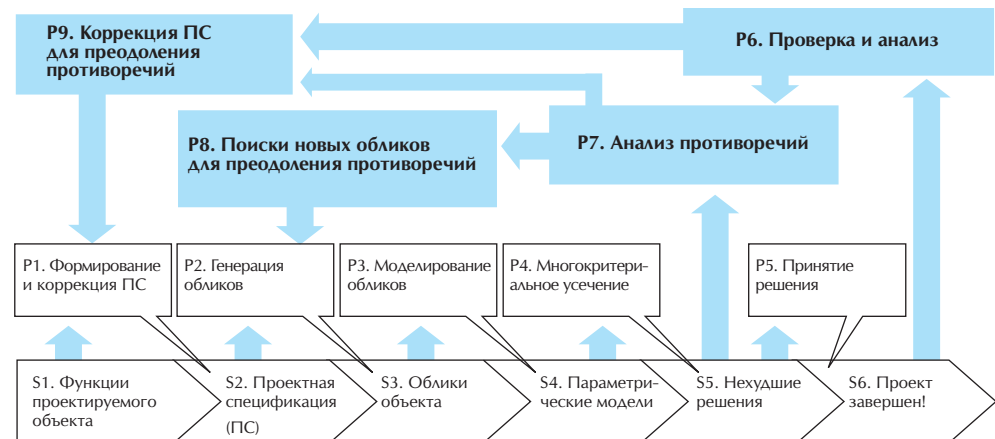 P9. Коррекция ПС
для преодоления
противоречий
P6. Проверка и анализ
P8. Поиски новых обликов
для преодоления противоречий
P7. Анализ противоречий
P1. Формирование
и коррекция ПС
P2. Генерация
обликов
P3. Моделирование
обликов
P4. Многокритери-
альное усечение
P5. Принятие
решения
S1. Функции
проектируемого
объекта
S2. Проектная
спецификация
(ПС)
S3. Облики
объекта
S4. Параметри-
ческие модели
S5. Нехудшие
решения
S6. Проект
завершен!